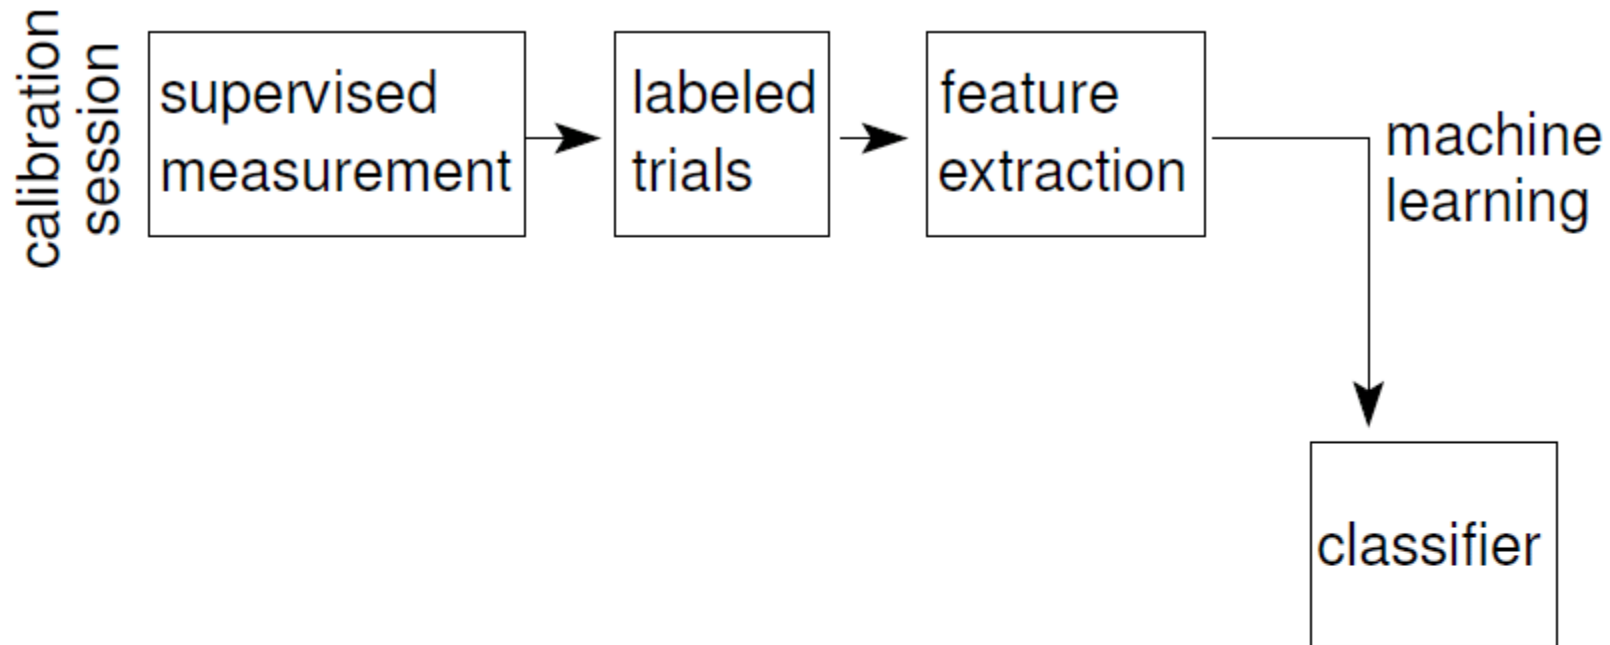 calibration
session
supervised
measurement
labeled
trials
feature
extraction
machine
learning
classifier